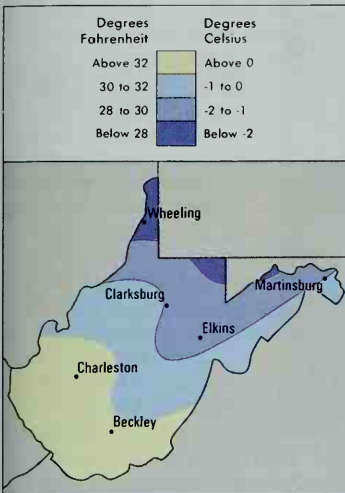 Degrees Fahrenheit Degrees Celsius
Above 32 Above 0
30 to 32 -1 to 0
28 to 30 -2 to -1
Below 28 Below -2
Wheeling
Clarksburg
Martinsburg
Elkins
Charleston
Beckley